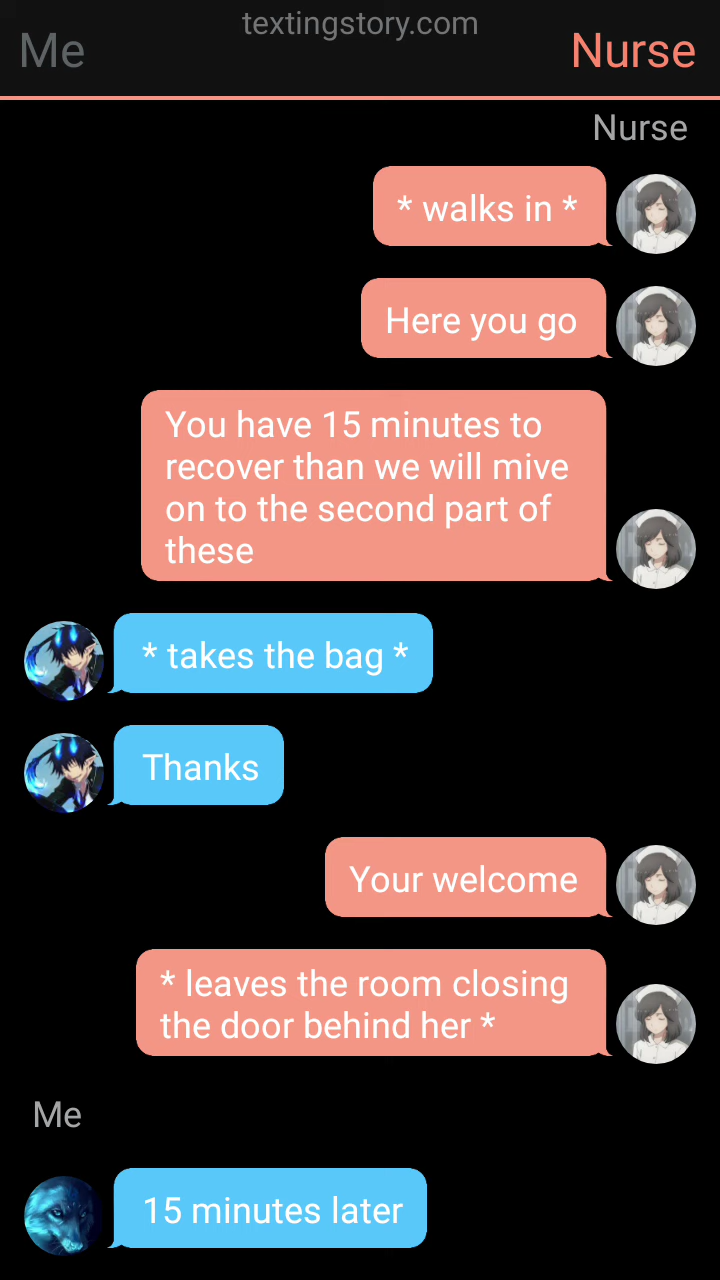 textingstory.com
Me
Nurse
Nurse
* walks in *
Here you go
You have 15 minutes to
recover than we will mive
on to the second part of
these
* takes the bag *
Thanks
Your welcome
* leaves the room closing
the door behind her *
Me
15 minutes later